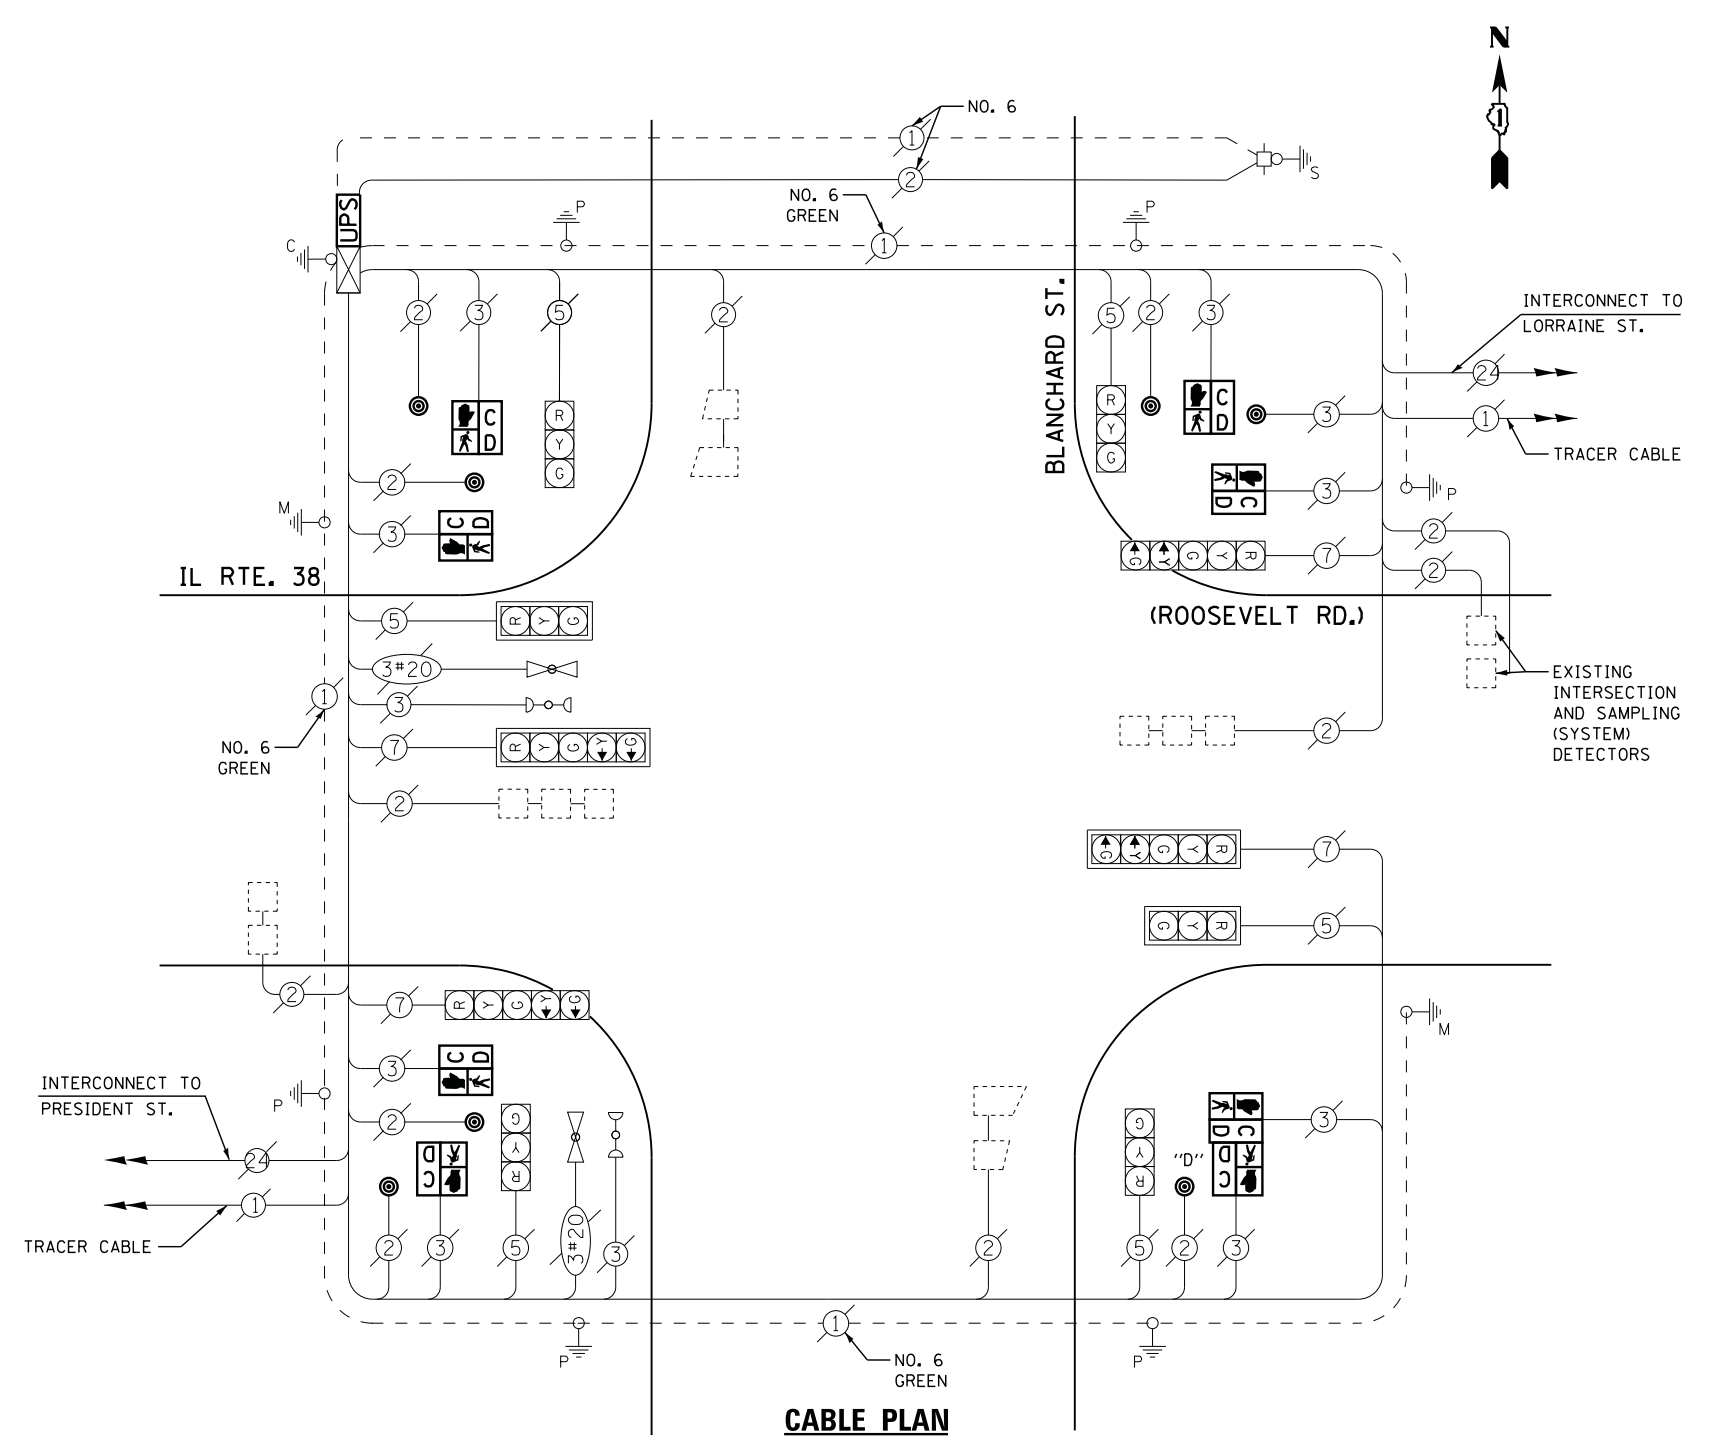 N
1
NO. 6
1
2
S
NO. 6
GREEN
1
UPS
P
P
C
2
3
5
2
5
2
3
INTERCONNECT TO
LORRAINE ST.
24
BLANCHARD ST.
C
D
R
Y
G
R
Y
G
C
D
3
1
TRACER CABLE
2
M
3
C D
3
C
D
P
2
7
G Y G Y R
2
IL RTE. 38
(ROOSEVELT RD.)
5
R Y G
3#20
3
1
NO. 6
GREEN
7
R Y G Y G
2
2
EXISTING
INTERSECTION
AND SAMPLING
(SYSTEM)
DETECTORS
G Y G Y R
7
G Y R
5
2
7
R Y G Y G
M
3
C D
INTERCONNECT TO
PRESIDENT ST.
P
2
G
Y
R
C
D
3
24
D
C
G
Y
R
"D"
D
C
1
TRACER CABLE
2
3
5
3#20
3
2
5
2
3
1
P
P
NO. 6
GREEN
CABLE PLAN